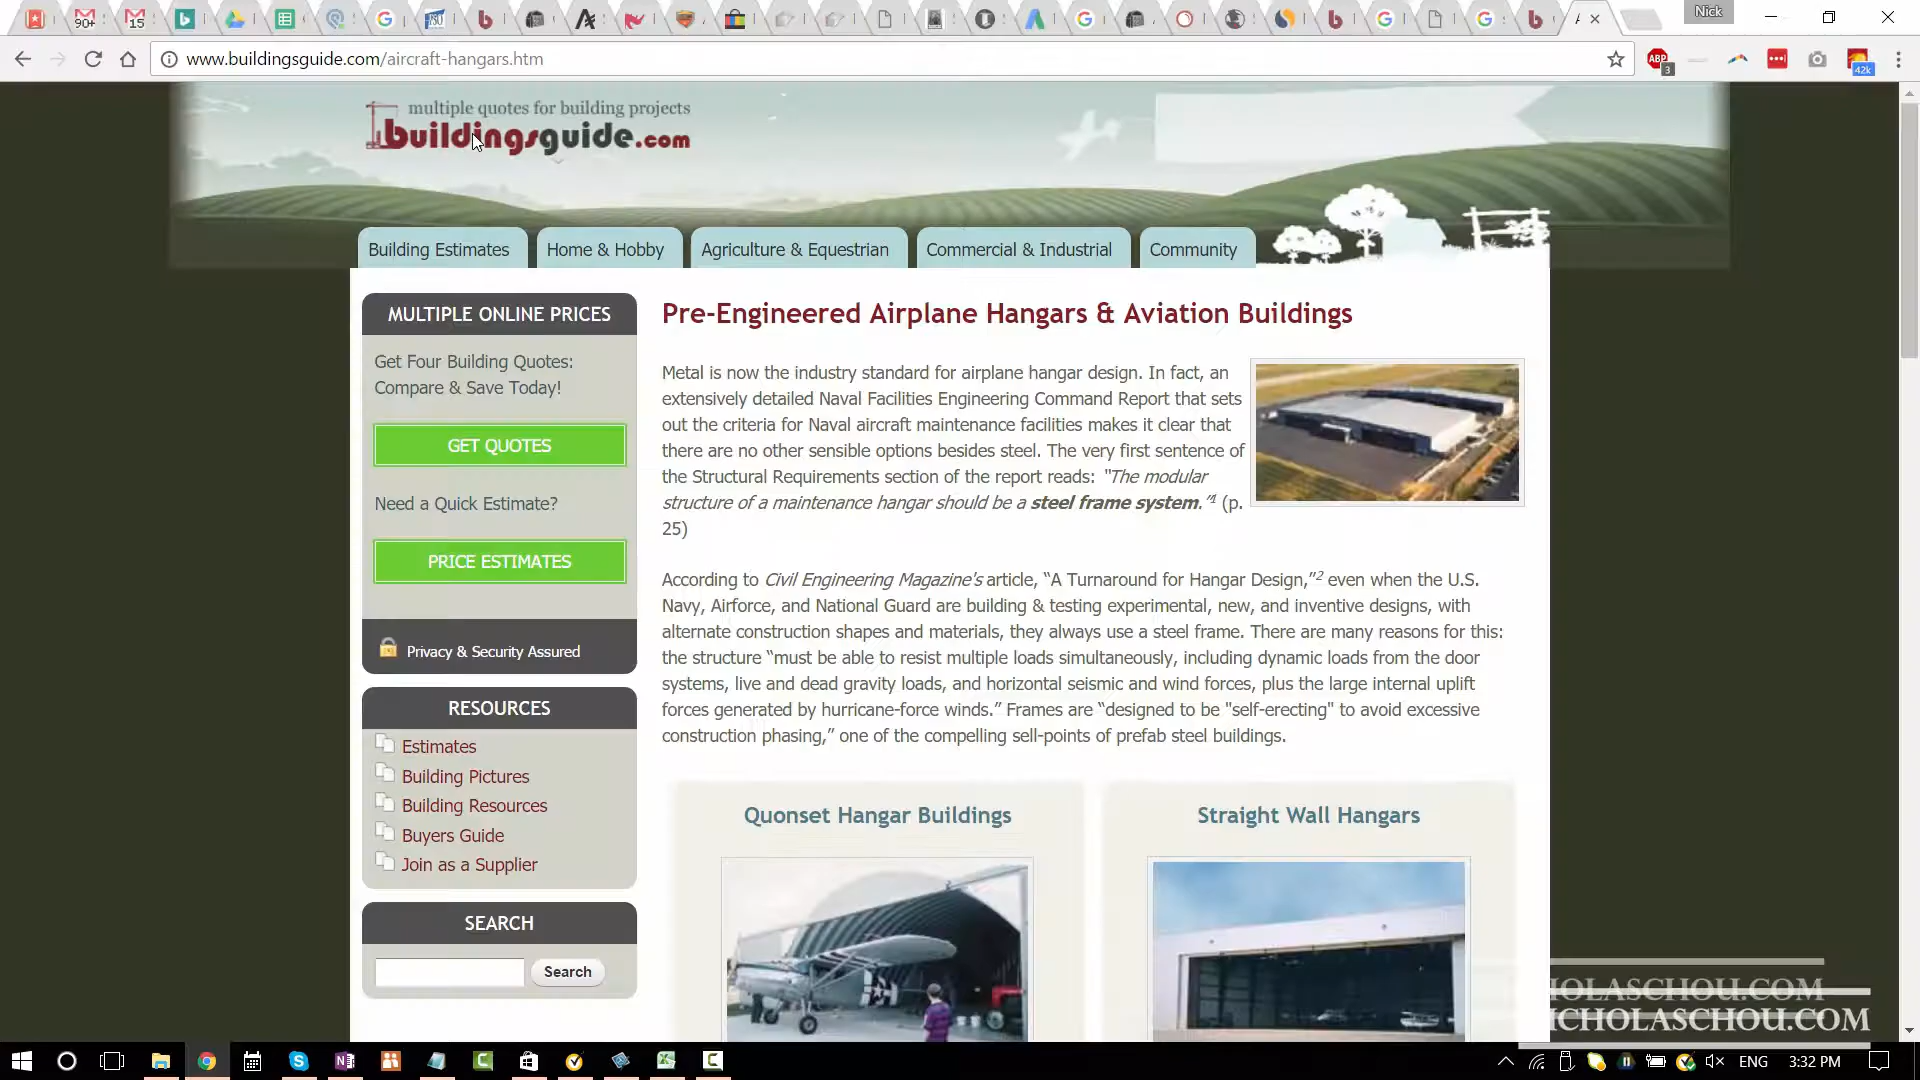 Nick
www.buildingsguide.com/aircraft-hangars.htm
ABP
3
42k
90+
15
multiple quotes for building projects
buildingsguide.com
Building Estimates
Home & Hobby
Agriculture & Equestrian
Commercial & Industrial
Community
MULTIPLE ONLINE PRICES
Get Four Building Quotes:
Compare & Save Today!
GET QUOTES
Need a Quick Estimate?
PRICE ESTIMATES
Privacy & Security Assured
RESOURCES
Estimates
Building Pictures
Building Resources
Buyers Guide
Join as a Supplier
SEARCH
Search
Pre-Engineered Airplane Hangars & Aviation Buildings
Metal is now the industry standard for airplane hangar design. In fact, an
extensively detailed Naval Facilities Engineering Command Report that sets
out the criteria for Naval aircraft maintenance facilities makes it clear that
there are no other sensible options besides steel. The very first sentence of
the Structural Requirements section of the report reads: "The modular
structure of a maintenance hangar should be a steel frame system."1 (p.
25)
According to Civil Engineering Magazine's article, “A Turnaround for Hangar Design,”2 even when the U.S.
Navy, Airforce, and National Guard are building & testing experimental, new, and inventive designs, with
alternate construction shapes and materials, they always use a steel frame. There are many reasons for this:
the structure “must be able to resist multiple loads simultaneously, including dynamic loads from the door
systems, live and dead gravity loads, and horizontal seismic and wind forces, plus the large internal uplift
forces generated by hurricane-force winds.” Frames are “designed to be "self-erecting" to avoid excessive
construction phasing,” one of the compelling sell-points of prefab steel buildings.
Quonset Hangar Buildings
Straight Wall Hangars
HOLASCHOU.COM
NICHOLASCHOU.COM
ENG
3:32 PM